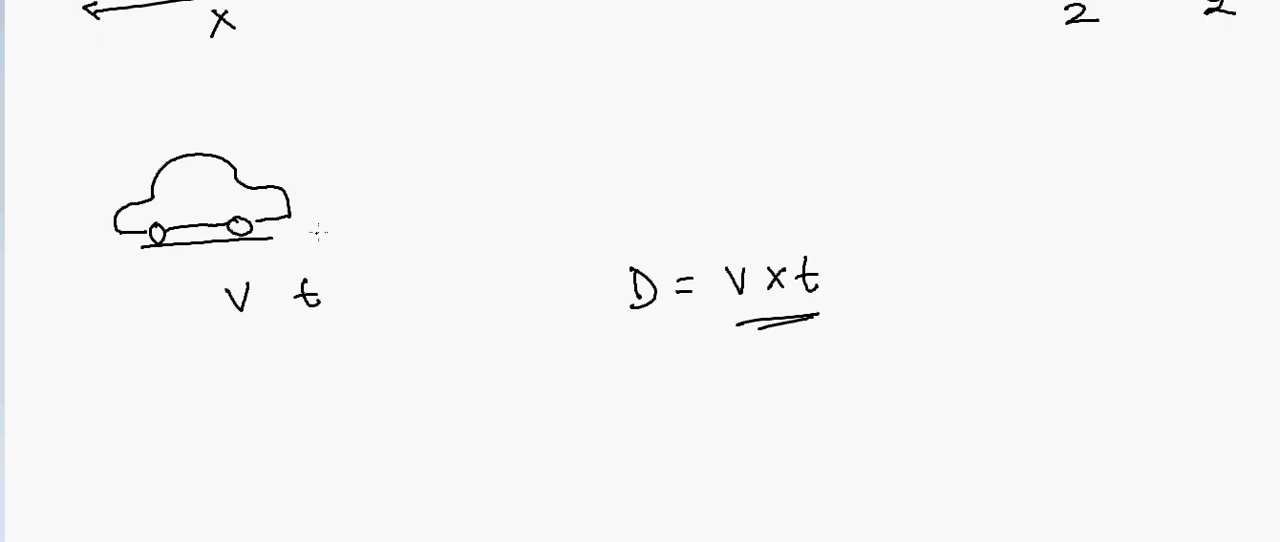 x 2 2
v t
D = v x t